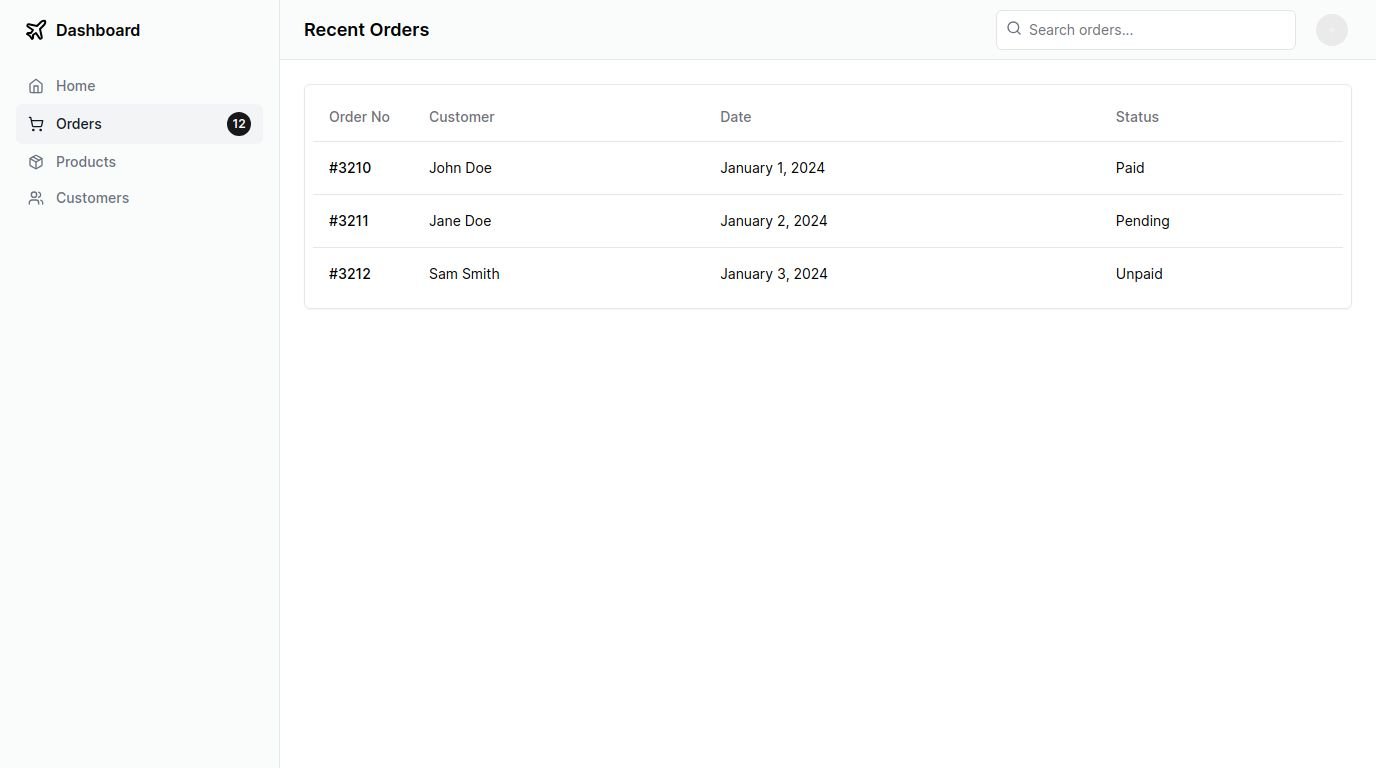 Dashboard
Home
Orders 12
Products
Customers
Recent Orders
Search orders...
Order No Customer Date Status
#3210 John Doe January 1, 2024 Paid
#3211 Jane Doe January 2, 2024 Pending
#3212 Sam Smith January 3, 2024 Unpaid